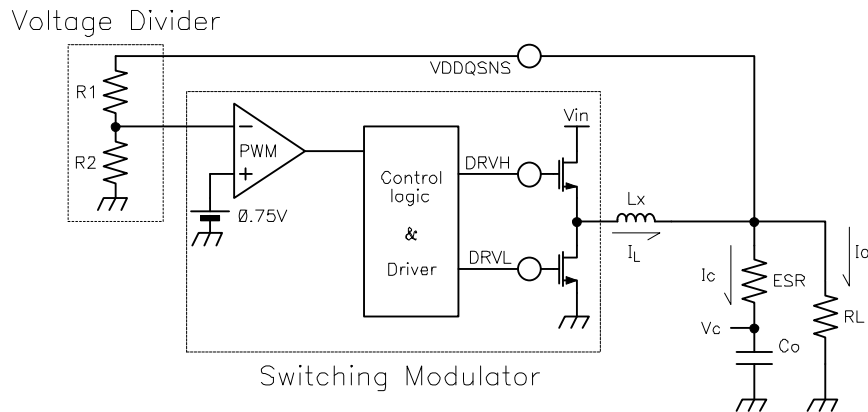 Voltage Divider
VDDQSNS
R1
R2
PWM
−
+
0.75V
Control
logic
&
Driver
DRVH
DRVL
Vin
Lx
IL
Ic
ESR
Io
Vc
Co
RL
Switching Modulator